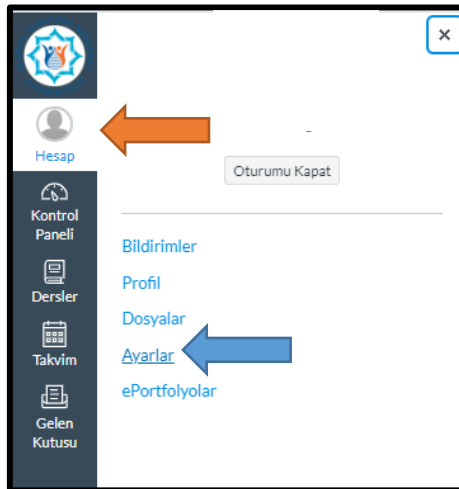 Hesap
Kontrol
Paneli
Dersler
Takvim
Gelen
Kutusu
Oturumu Kapat
Bildirimler
Profil
Dosyalar
Ayarlar
ePortfolyolar